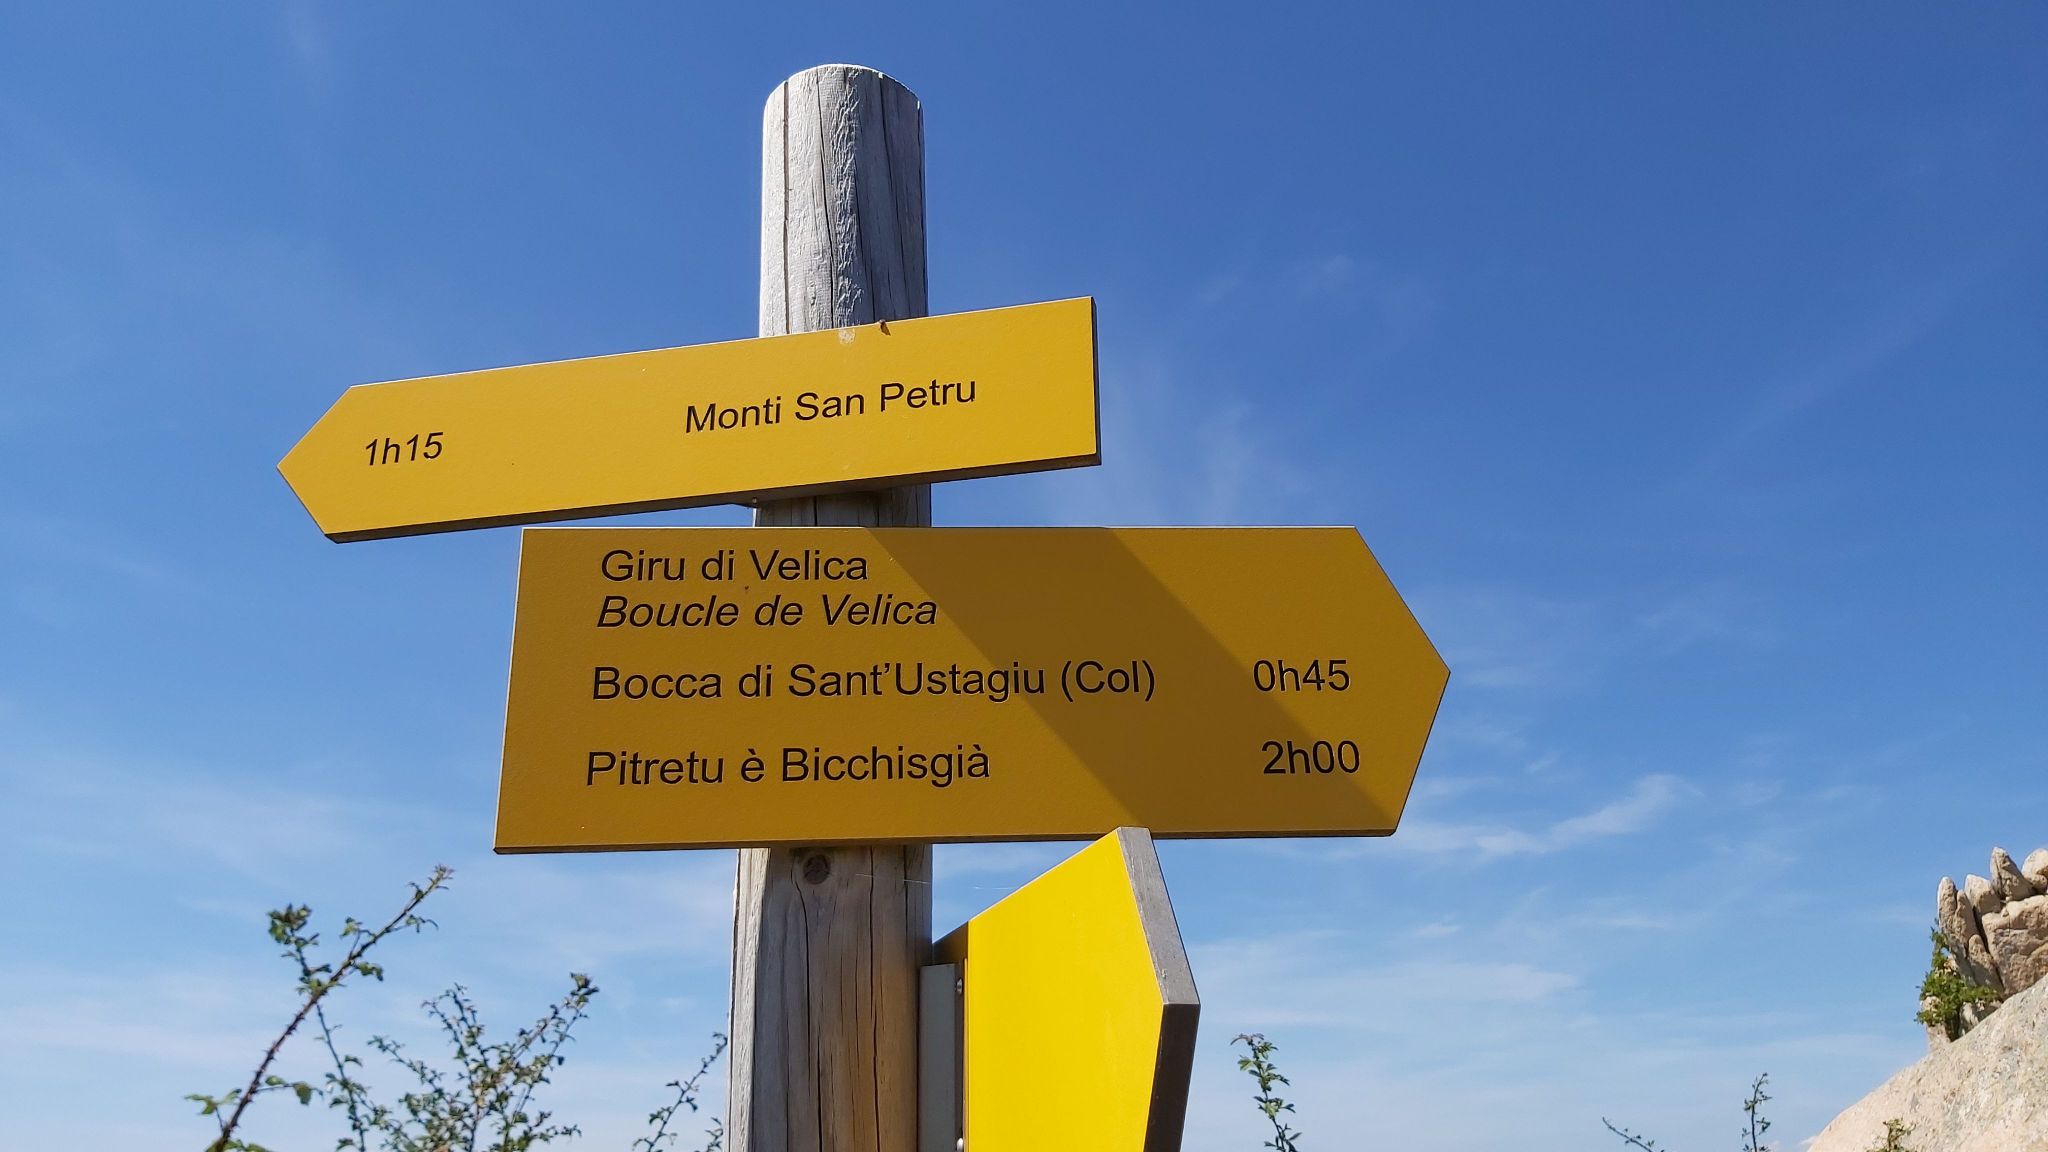 1h15 Monti San Petru
Giru di Velica
Boucle de Velica
Bocca di Sant'Ustagiu (Col) 0h45
Pitretu è Bicchisgià 2h00